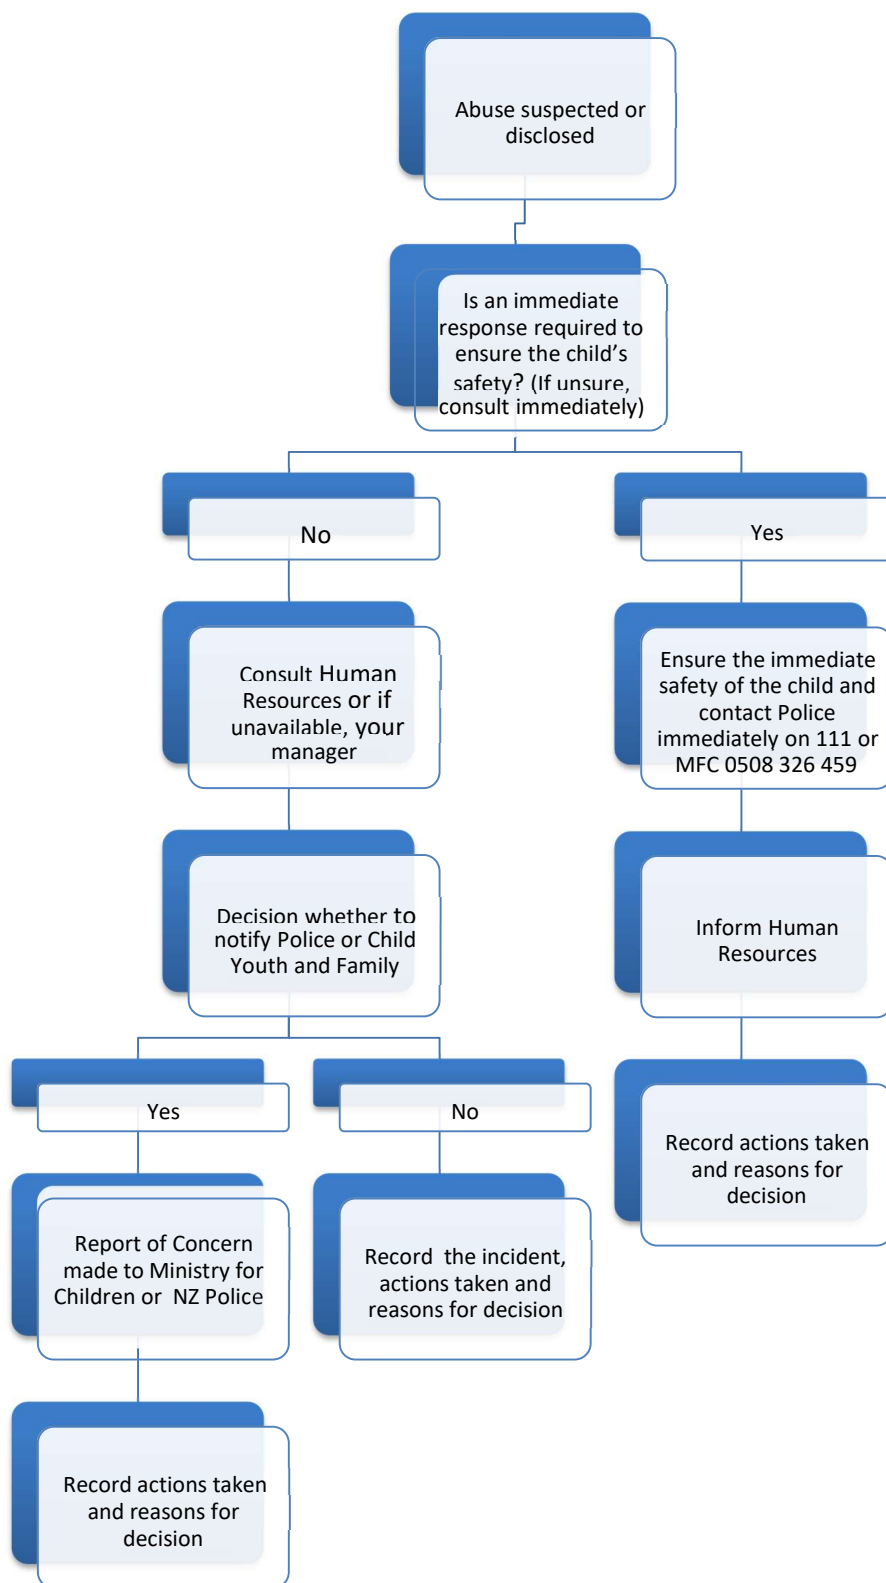 Abuse suspected or
disclosed
Is an immediate
response required to
ensure the child's
safety? (If unsure,
consult immediately)
No
Yes
Consult Human
Resources or if
unavailable, your
manager
Ensure the immediate
safety of the child and
contact Police
immediately on 111 or
MFC 0508 326 459
Decision whether to
notify Police or Child
Youth and Family
Inform Human
Resources
Yes
No
Record actions taken
and reasons for
decision
Report of Concern
made to Ministry for
Children or  NZ Police
Record  the incident,
actions taken and
reasons for decision
Record actions taken
and reasons for
decision